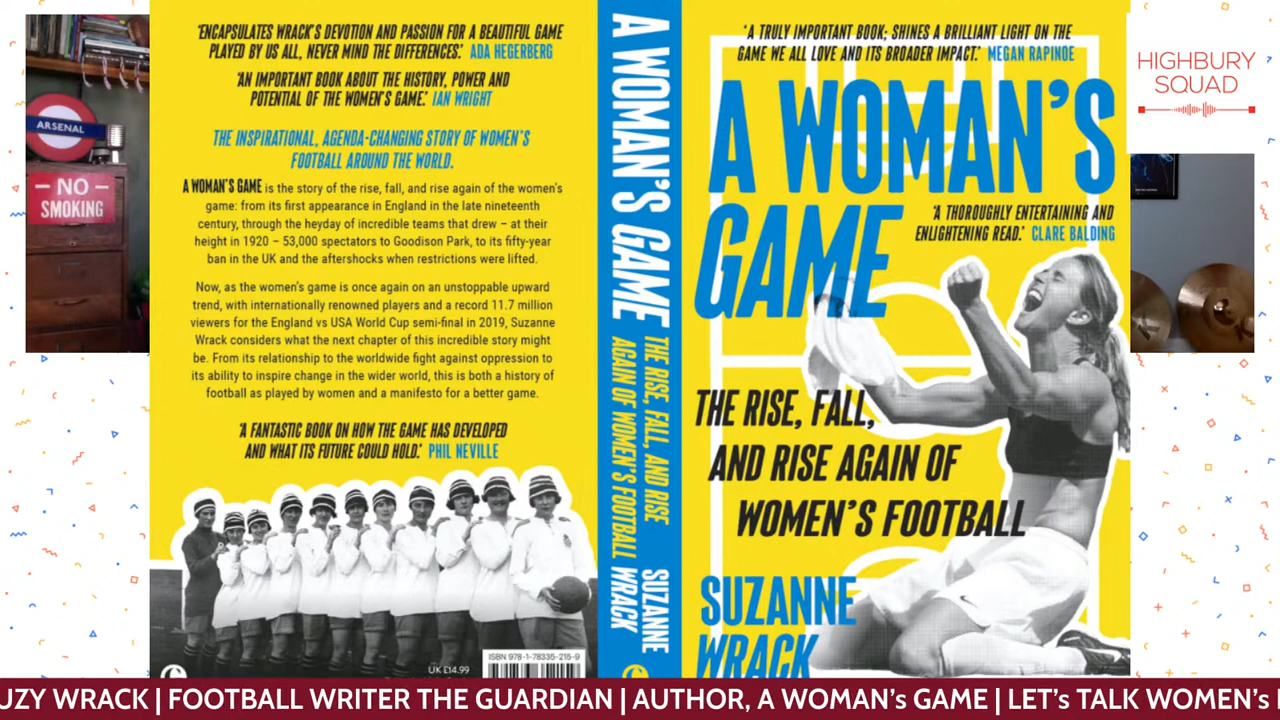 ARSENAL
NO
SMOKING
'ENCAPSULATES WRACK'S DEVOTION AND PASSION FOR A BEAUTIFUL GAME
PLAYED BY US ALL, NEVER MIND THE DIFFERENCES.' ADA HEGERBERG
'AN IMPORTANT BOOK ABOUT THE HISTORY, POWER AND
POTENTIAL OF THE WOMEN'S GAME.' IAN WRIGHT
THE INSPIRATIONAL, AGENDA-CHANGING STORY OF WOMEN'S
FOOTBALL AROUND THE WORLD.
A WOMAN'S GAME is the story of the rise, fall, and rise again of the women's
game: from its first appearance in England in the late nineteenth
century, through the heyday of incredible teams that drew – at their
height in 1920 – 53,000 spectators to Goodison Park, to its fifty-year
ban in the UK and the aftershocks when restrictions were lifted.
Now, as the women's game is once again on an unstoppable upward
trend, with internationally renowned players and a record 11.7 million
viewers for the England vs USA World Cup semi-final in 2019, Suzanne
Wrack considers what the next chapter of this incredible story might
be. From its relationship to the worldwide fight against oppression to
its ability to inspire change in the wider world, this is both a history of
football as played by women and a manifesto for a better game.
'A FANTASTIC BOOK ON HOW THE GAME HAS DEVELOPED
AND WHAT ITS FUTURE COULD HOLD.' PHIL NEVILLE
UK £14.99
ISBN 978-1-78335-215-9
A WOMAN'S GAME
THE RISE, FALL, AND RISE
AGAIN OF WOMEN'S FOOTBALL
SUZANNE
WRACK
'A TRULY IMPORTANT BOOK; SHINES A BRILLIANT LIGHT ON THE
GAME WE ALL LOVE AND ITS BROADER IMPACT.' MEGAN RAPINOE
A WOMAN'S
GAME
'A THOROUGHLY ENTERTAINING AND
ENLIGHTENING READ.' CLARE BALDING
THE RISE, FALL,
AND RISE AGAIN OF
WOMEN'S FOOTBALL
SUZANNE
WRACK
HIGHBURY
SQUAD
UZY WRACK | FOOTBALL WRITER THE GUARDIAN | AUTHOR, A WOMAN's GAME | LET's TALK WOMEN's